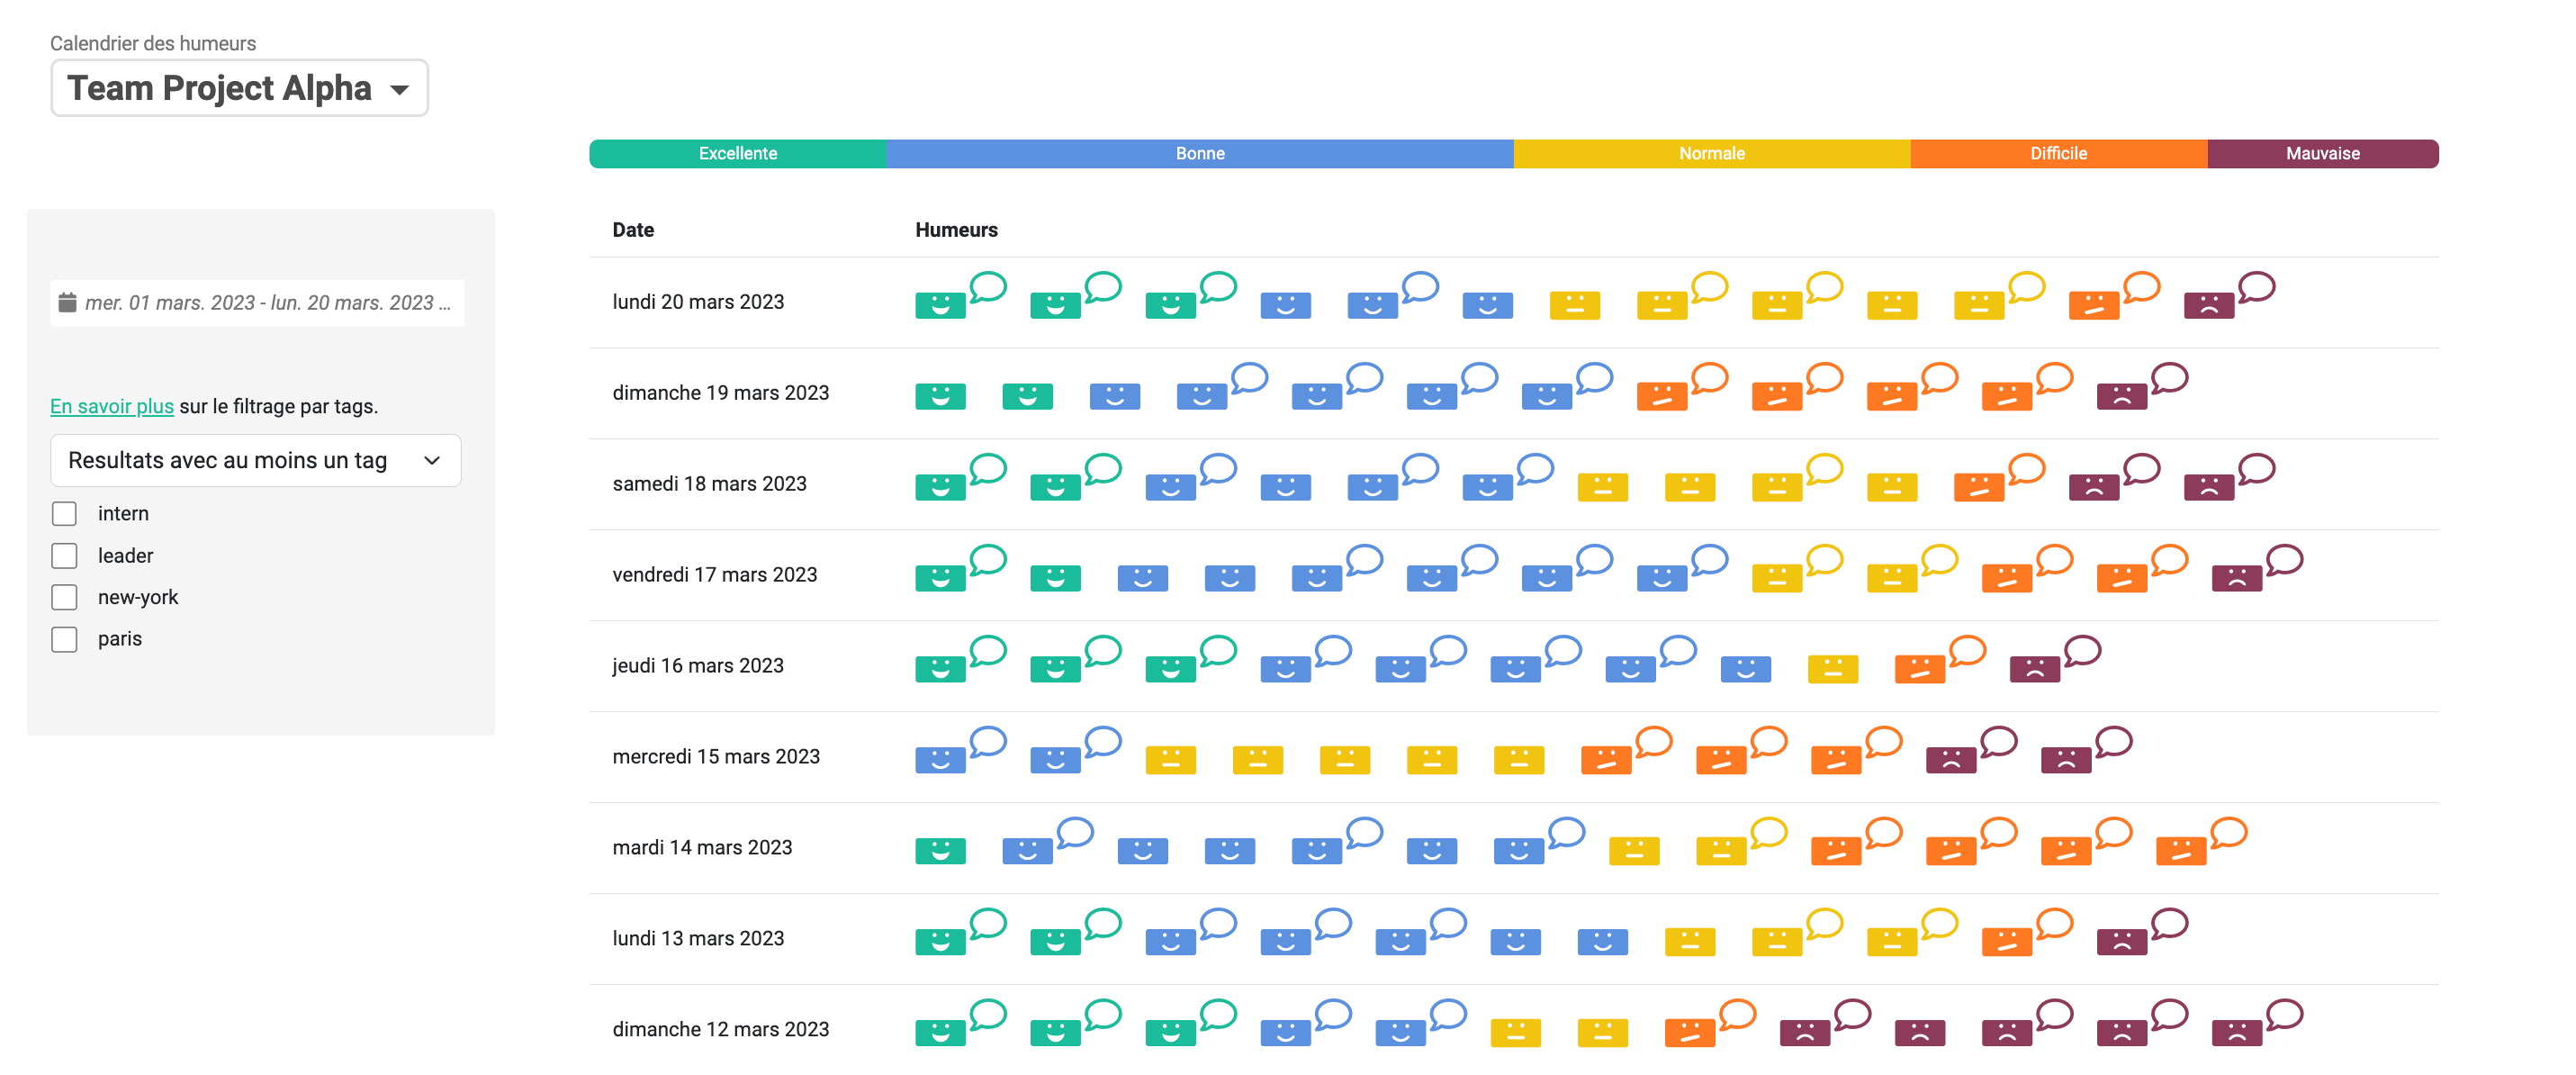 Calendrier des humeurs
Team Project Alpha
Excellente Bonne Normale Difficile Mauvaise
mer. 01 mars. 2023 - lun. 20 mars. 2023 ...
En savoir plus sur le filtrage par tags.
Resultats avec au moins un tag
intern
leader
new-york
paris
Date Humeurs
lundi 20 mars 2023
dimanche 19 mars 2023
samedi 18 mars 2023
vendredi 17 mars 2023
jeudi 16 mars 2023
mercredi 15 mars 2023
mardi 14 mars 2023
lundi 13 mars 2023
dimanche 12 mars 2023